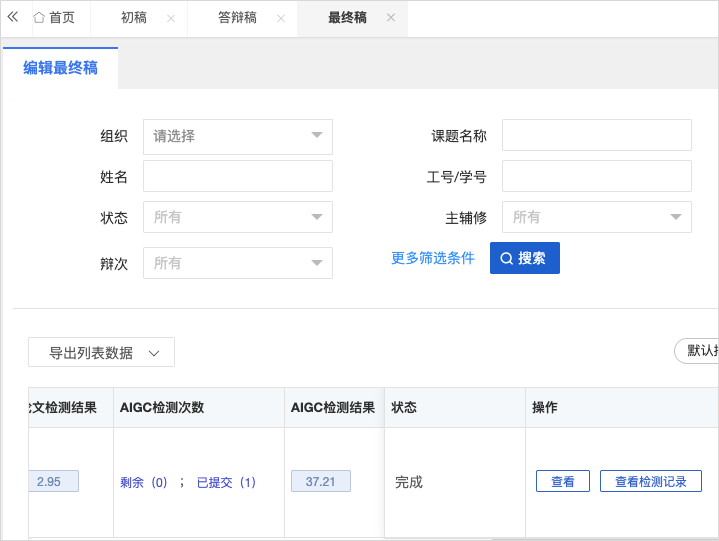 首页 初稿 答辩稿 最终稿
编辑最终稿
组织 请选择 课题名称
姓名 工号/学号
状态 所有 主辅修 所有
辩次 所有 更多筛选条件 搜索
导出列表数据 默认
文检测结果 AIGC检测次数 AIGC检测结果 状态 操作
2.95 剩余（0）； 已提交（1） 37.21 完成 查看 查看检测记录